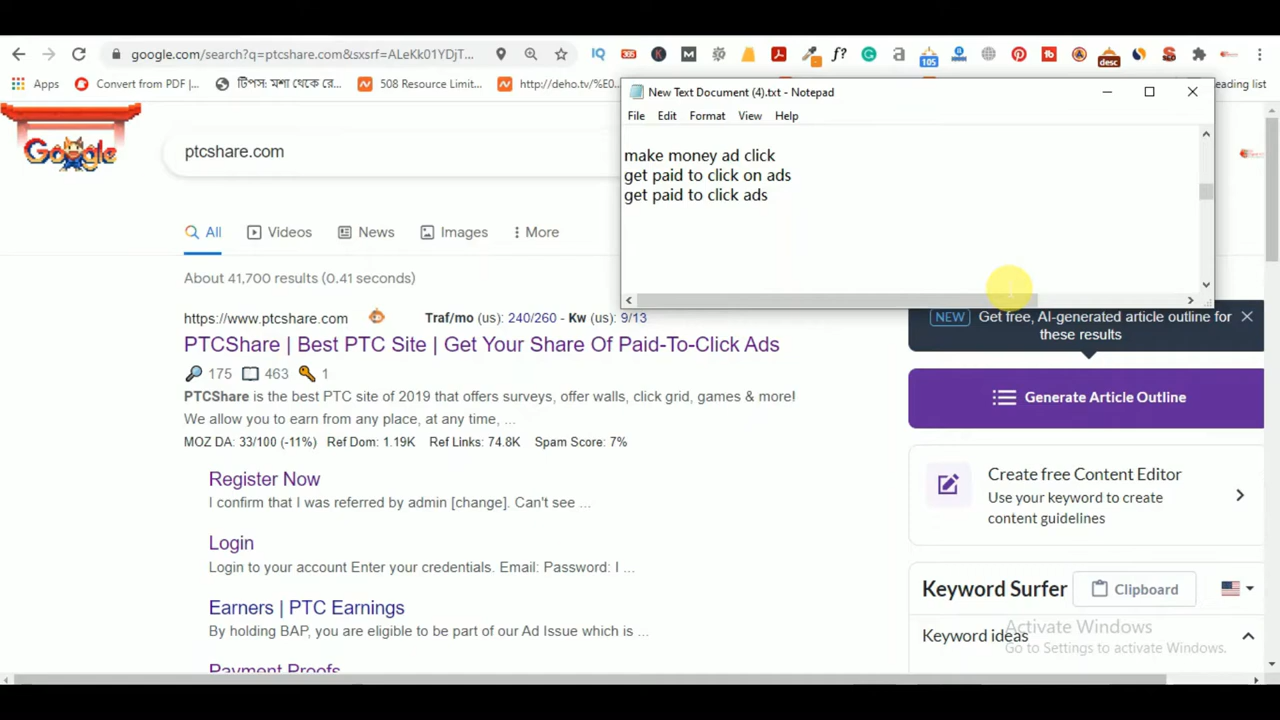 google.com/search?q=ptcshare.com&sxsrf=ALeKk01YDjT...
Apps
Convert from PDF |...
টিপস: মশা থেকে রে...
508 Resource Limit...
http://deho.tv/%E0...
eading list
New Text Document (4).txt - Notepad
File Edit Format View Help
make money ad click
get paid to click on ads
get paid to click ads
Google
ptcshare.com
All Videos News Images More
About 41,700 results (0.41 seconds)
https://www.ptcshare.com Traf/mo (us): 240/260 - Kw (us): 9/13
PTCShare | Best PTC Site | Get Your Share Of Paid-To-Click Ads
175 463 1
PTCShare is the best PTC site of 2019 that offers surveys, offer walls, click grid, games & more!
We allow you to earn from any place, at any time, ...
MOZ DA: 33/100 (-11%) Ref Dom: 1.19K Ref Links: 74.8K Spam Score: 7%
Register Now
I confirm that I was referred by admin [change]. Can't see ...
Login
Login to your account Enter your credentials. Email: Password: I ...
Earners | PTC Earnings
By holding BAP, you are eligible to be part of our Ad Issue which is ...
Payment Proofs
NEW Get free, AI-generated article outline for
these results
Generate Article Outline
Create free Content Editor
Use your keyword to create
content guidelines
Keyword Surfer Clipboard
Keyword ideas
Activate Windows
Go to Settings to activate Windows.
105
desc
365